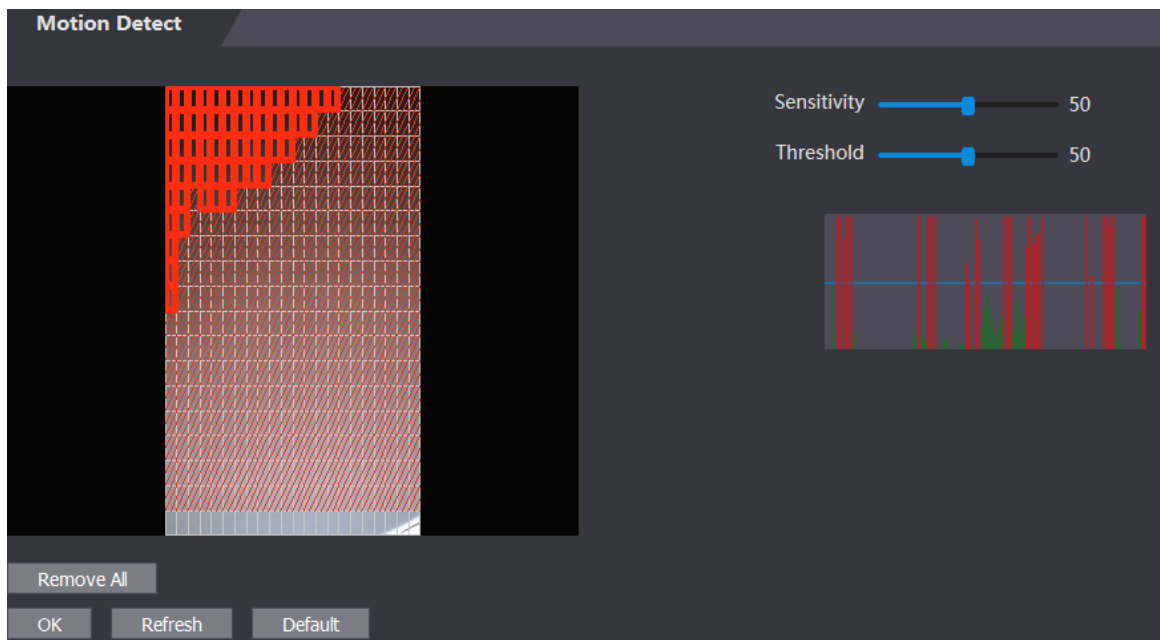 Motion Detect
Sensitivity 50
Threshold 50
Remove All
OK Refresh Default